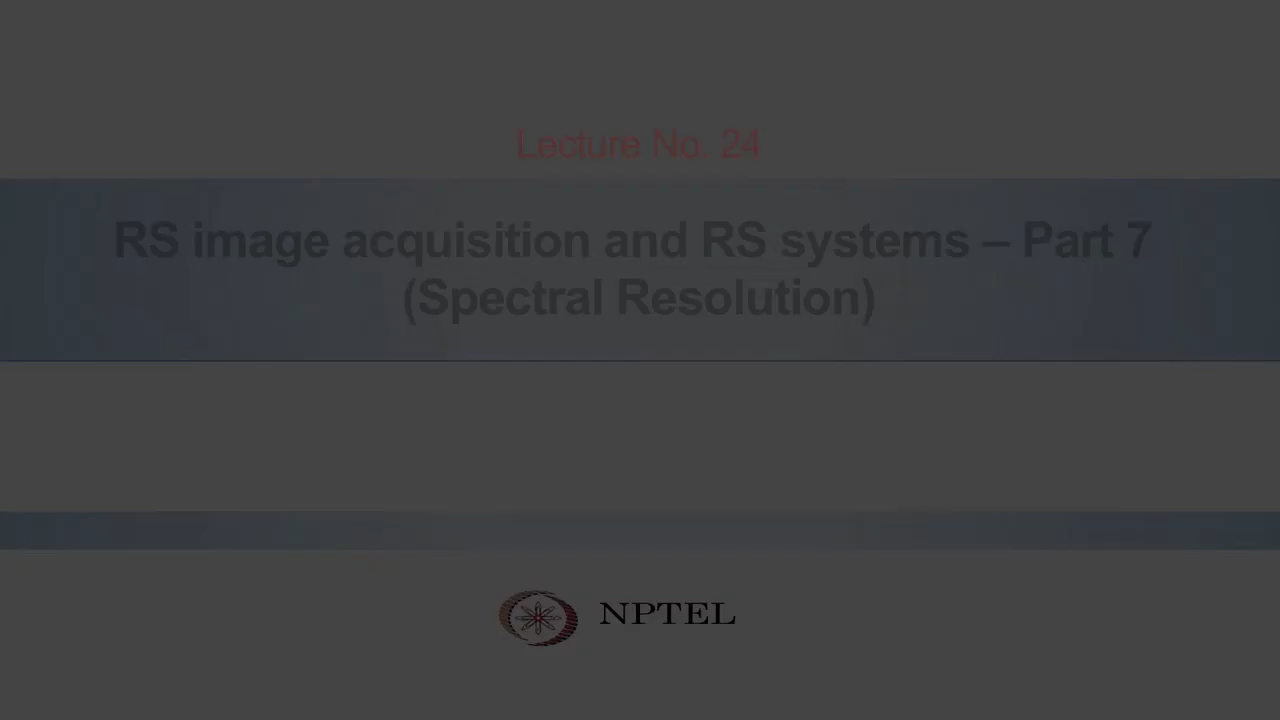 Lecture No. 24
RS image acquisition and RS systems – Part 7
(Spectral Resolution)
NPTEL